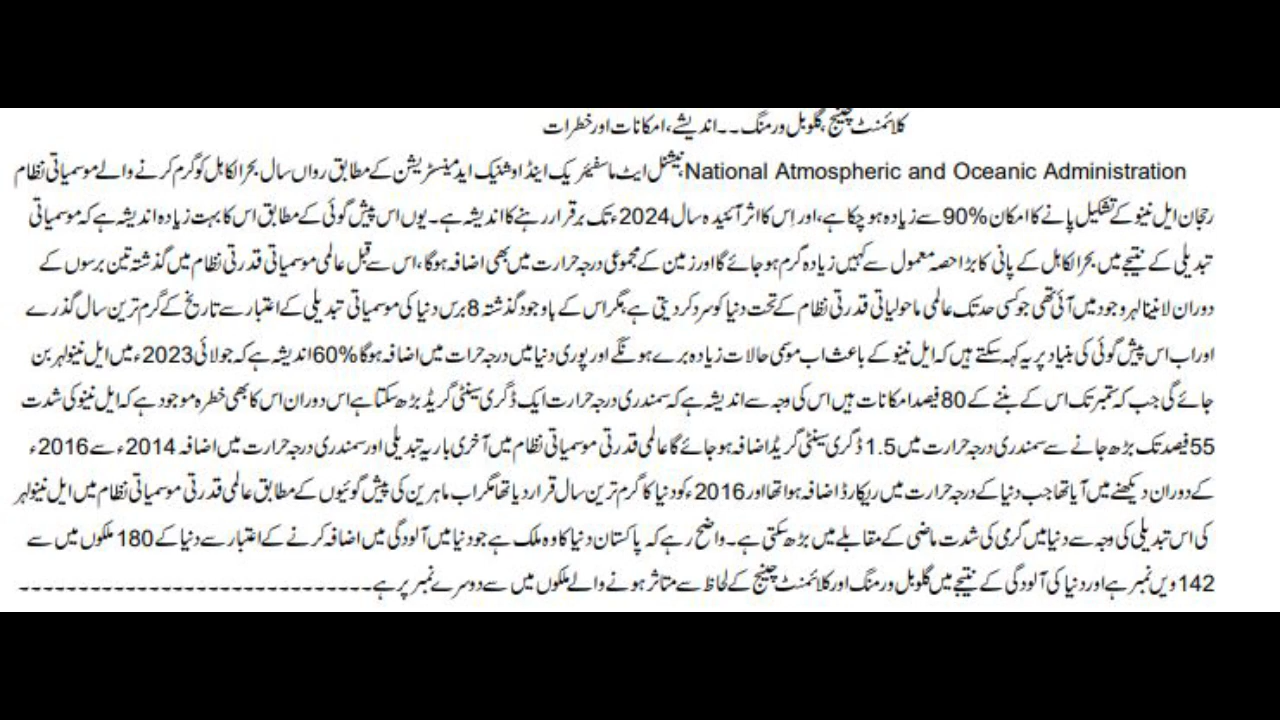 کلائمنٹ چینج، گلوبل ورمنگ۔۔اندیشے، امکانات اور خطرات
National Atmospheric and Oceanic Administration، نیشنل ایٹ ماسفیئریک اینڈ اوشنیک ایڈمنسٹریشن کے مطابق رواں سال بحرالکاہل کو گرم کرنے والے موسمیاتی نظام
رجحان ایل نینو کے تشکیل پانے کا امکان %90 سے زیادہ ہو چکا ہے، اور اِس کا اثر آئیندہ سال 2024ء تک برقرار رہنے کا اندیشہ ہے۔ یوں اس پیش گوئی کے مطابق اس کا بہت زیادہ اندیشہ ہے کہ موسمیاتی
تبدیلی کے نتیجے میں بحرالکاہل کے پانی کا بڑا حصہ معمول سے کہیں زیادہ گرم ہو جائے گا اور زمین کے مجموعی درجہ حرارت میں بھی اضافہ ہوگا، اس سے قبل عالمی موسمیاتی قدرتی نظام میں گذشتہ تین برسوں کے
دوران لانینا لہر وجود میں آئی تھی جو کسی حد تک عالمی ماحولیاتی قدرتی نظام کے تحت دنیا کو سرد کر دیتی ہے، مگر اس کے باوجود گذشتہ 8 برس دنیا کی موسمیاتی تبدیلی کے اعتبار سے تاریخ کے گرم ترین سال گذرے
اور اب اس پیش گوئی کی بنیاد پر یہ کہہ سکتے ہیں کہ ایل نینو کے باعث اب موسمی حالات زیادہ برے ہونگے اور پوری دنیا میں درجہ حرات میں اضافہ ہوگا %60 اندیشہ ہے کہ جولائی 2023ء میں ایل نینو لہر بن
جائے گی جب کہ ستمبر تک اس کے بننے کے 80 فیصد امکانات ہیں اس کی وجہ سے اندیشہ ہے کہ سمندری درجہ حرارت ایک ڈگری سینٹی گریڈ بڑھ سکتا ہے اس دوران اس کا بھی خطرہ موجود ہے کہ ایل نینو کی شدت
55 فیصد تک بڑھ جانے سے سمندری درجہ حرارت میں 1.5 ڈگری سینٹی گریڈ اضافہ ہو جائے گا عالمی قدرتی موسمیاتی نظام میں آخری بار یہ تبدیلی اور سمندری درجہ حرارت میں اضافہ 2014ء سے 2016ء
کے دوران دیکھنے میں آیا تھا جب دنیا کے درجہ حرارت میں ریکارڈ اضافہ ہوا تھا اور 2016ء کو دنیا کا گرم ترین سال قرار دیا تھا مگر اب ماہرین کی پیش گوئیوں کے مطابق عالمی قدرتی موسمیاتی نظام میں ایل نینو لہر
کی اس تبدیلی کی وجہ سے دنیا میں گرمی کی شدت ماضی کے مقابلے میں بڑھ سکتی ہے۔ واضح رہے کہ پاکستان دنیا کا وہ ملک ہے جو دنیا میں آلودگی میں اضافہ کرنے کے اعتبار سے دنیا کے 180 ملکوں میں سے
142 ویں نمبر ہے اور دنیا کی آلودگی کے نتیجے میں گلوبل ورمنگ اور کلائمنٹ چینج کے لحاظ سے متاثر ہونے والے ملکوں میں سے دوسرے نمبر پر ہے۔۔۔۔۔۔۔۔۔۔۔۔۔۔۔۔۔۔۔۔۔۔۔۔۔۔۔۔۔۔